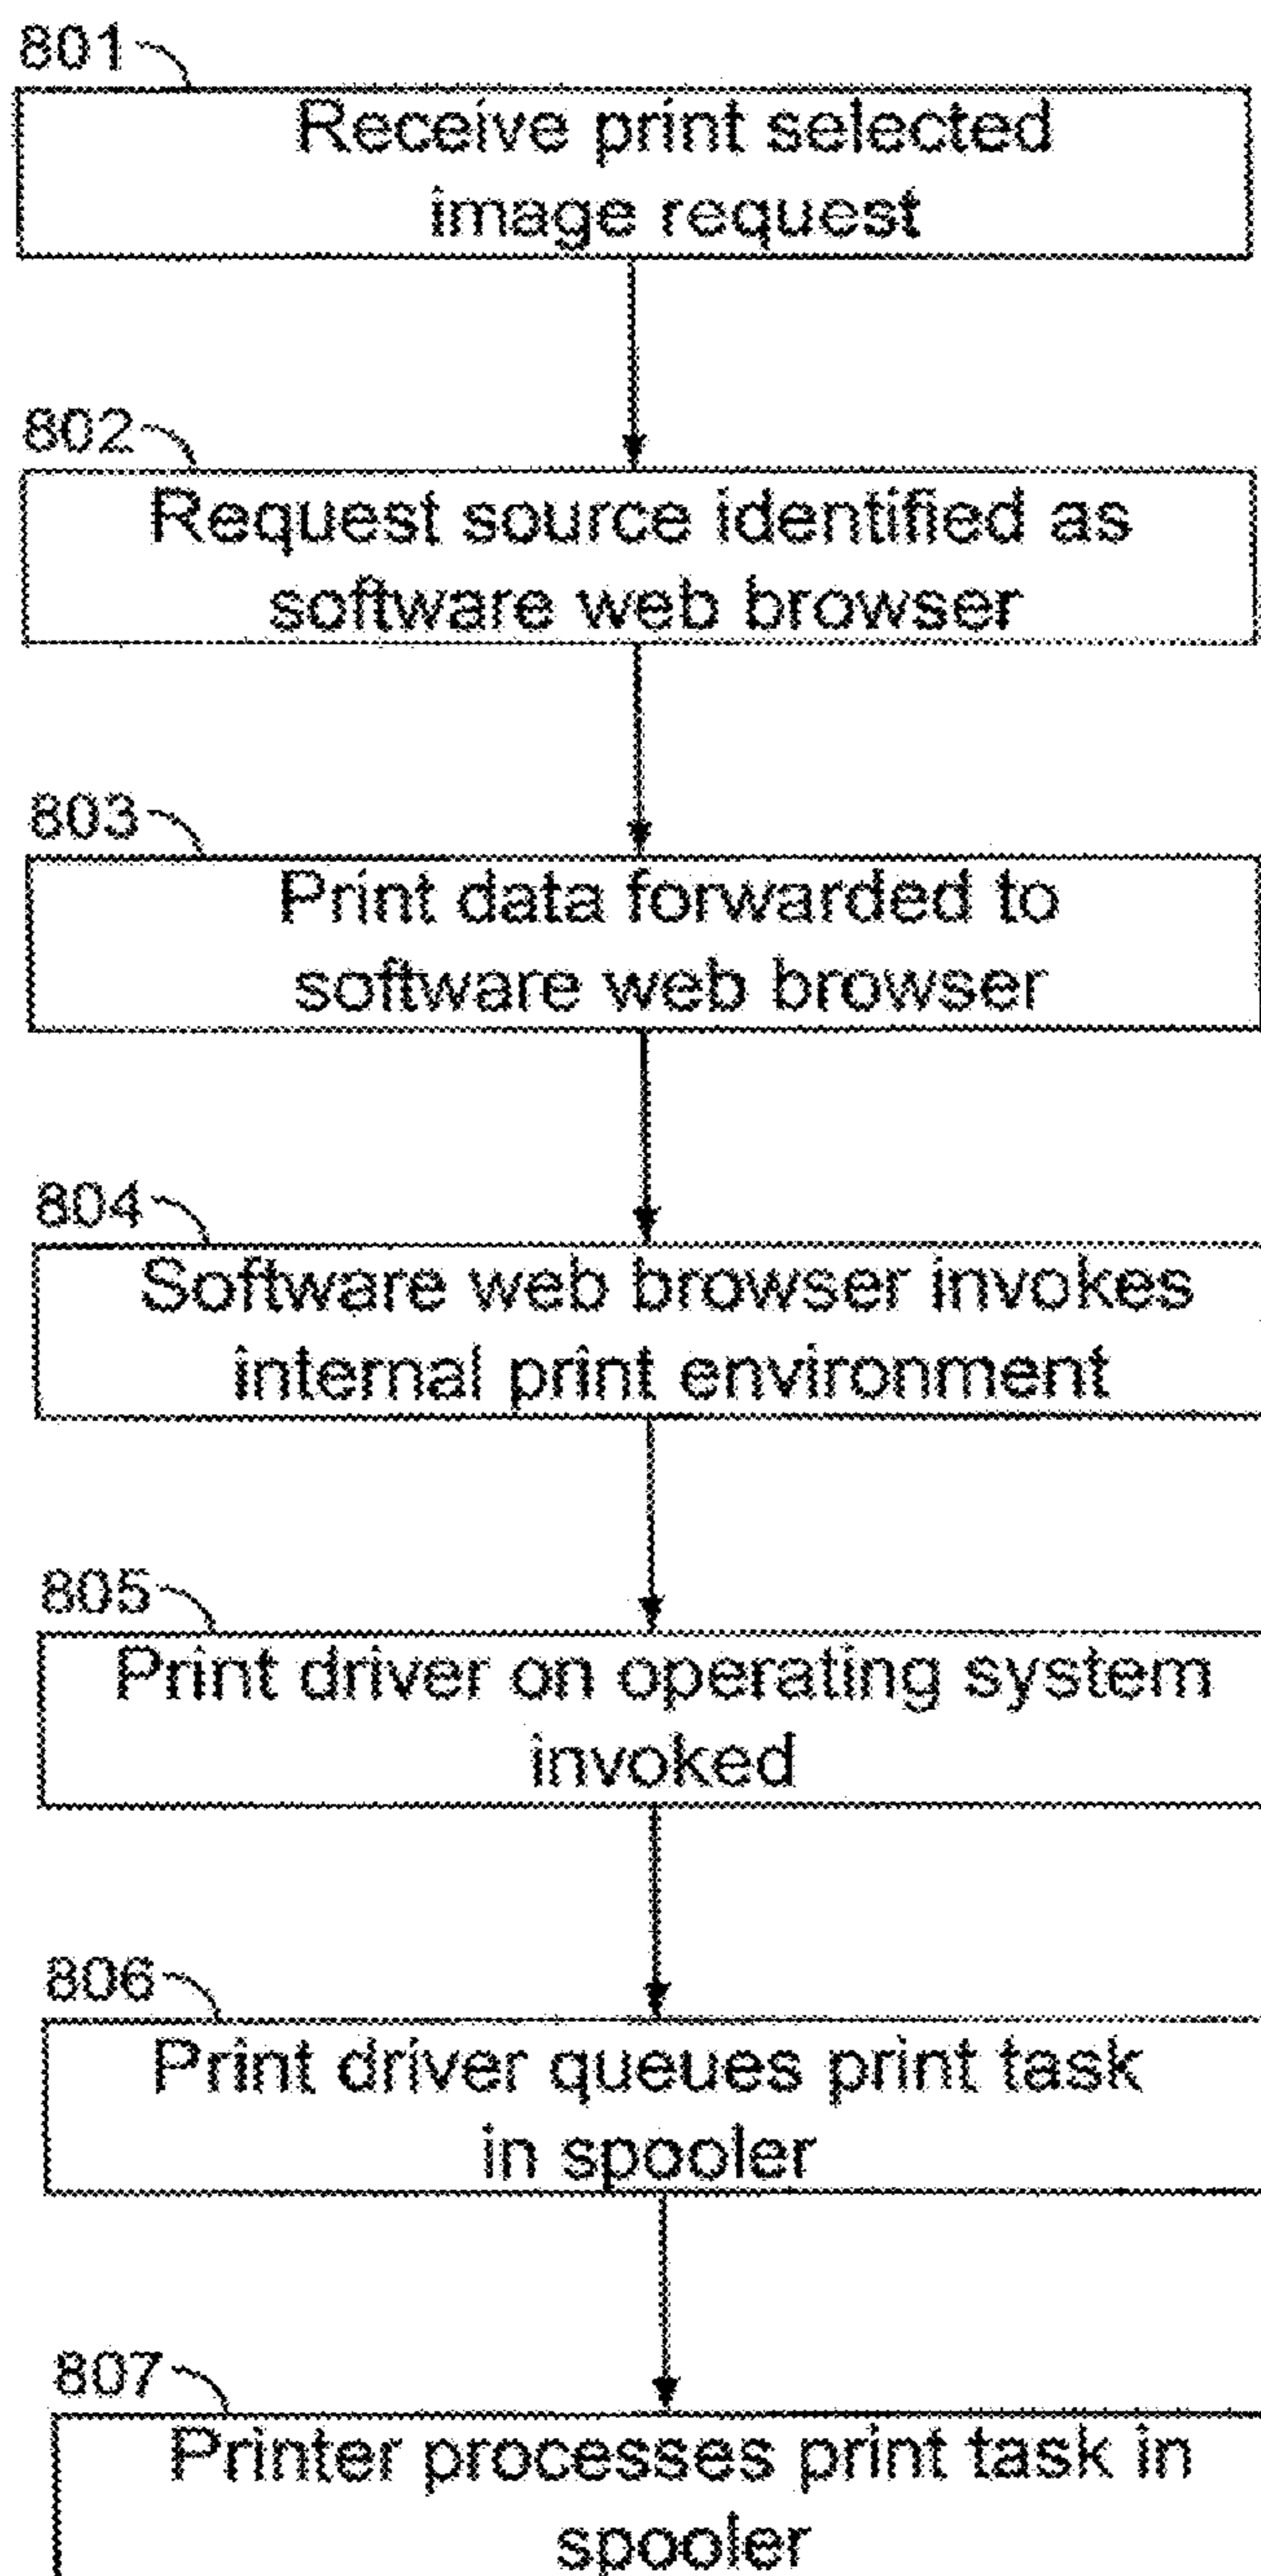 801
Receive print selected
image request
802
Request source identified as
software web browser
803
Print data forwarded to
software web browser
804
Software web browser invokes
internal print environment
805
Print driver on operating system
invoked
806
Print driver queues print task
in spooler
807
Printer processes print task in
spooler